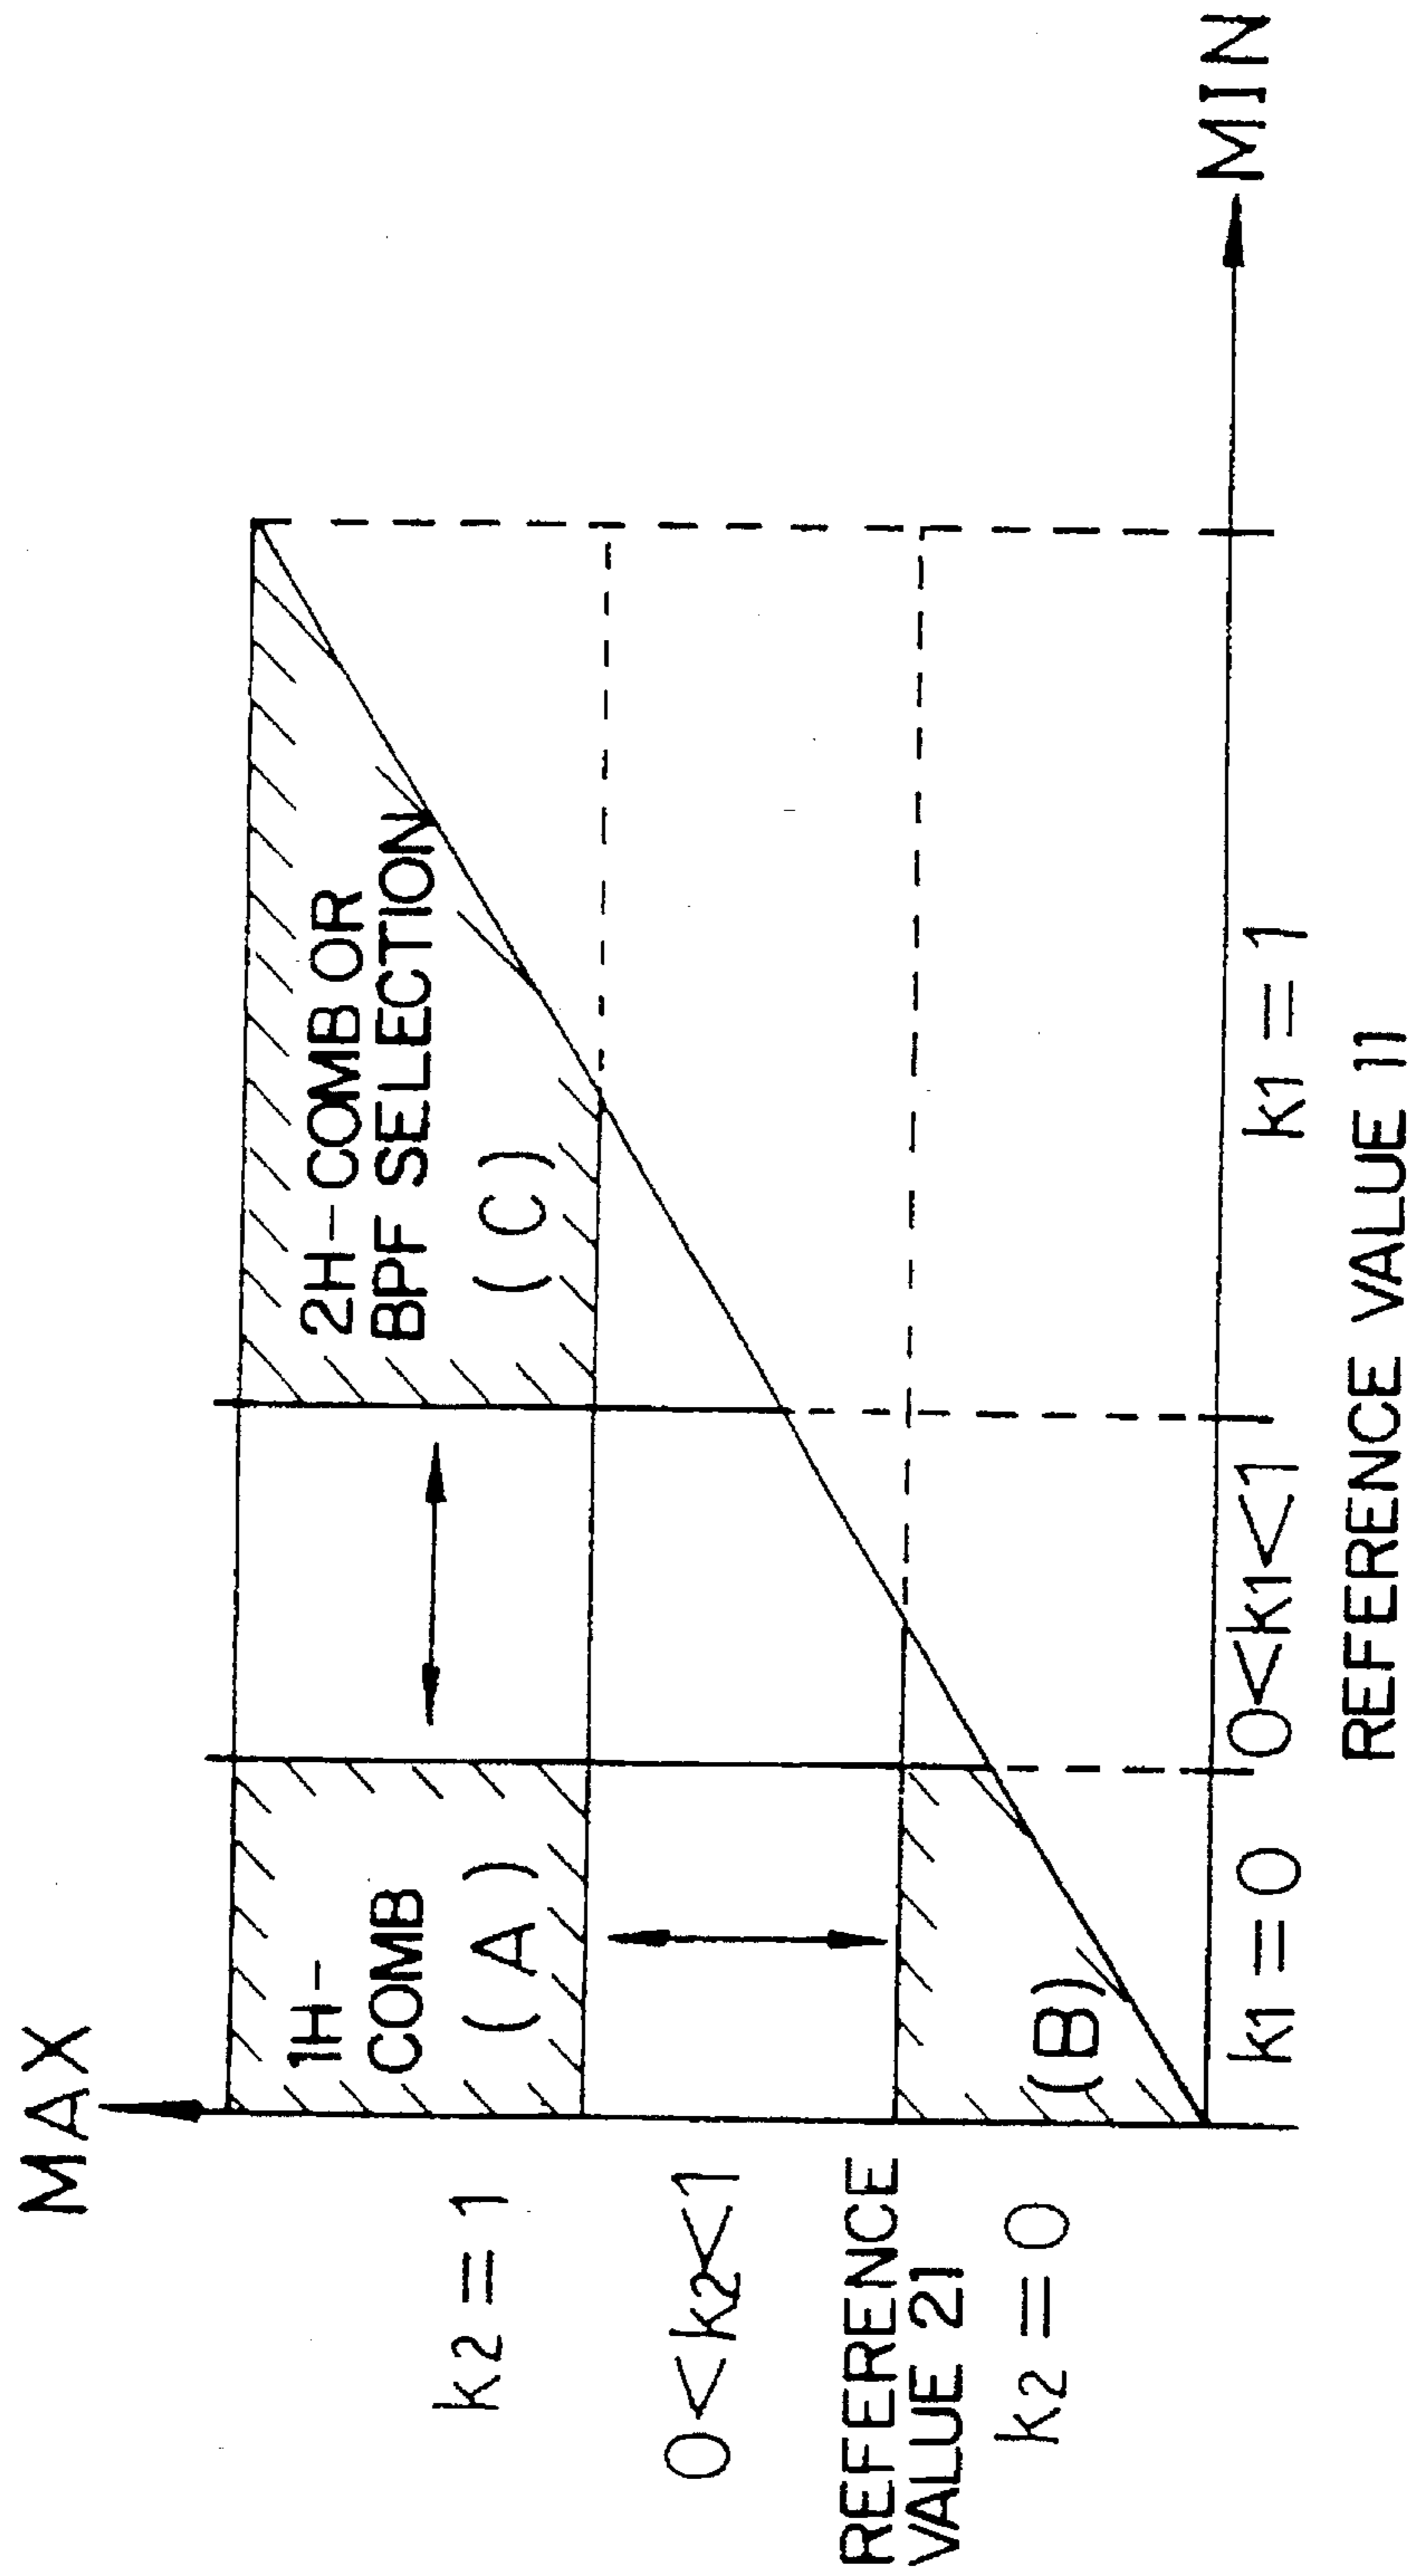 MAX
k2 = 1
1H-
COMB
(A)
2H-COMB OR
BPF SELECTION
(C)
0<k2<1
REFERENCE
VALUE 21
k2 = 0
(B)
MIN
k1 = 0
0<k1<1
k1 = 1
REFERENCE VALUE 11